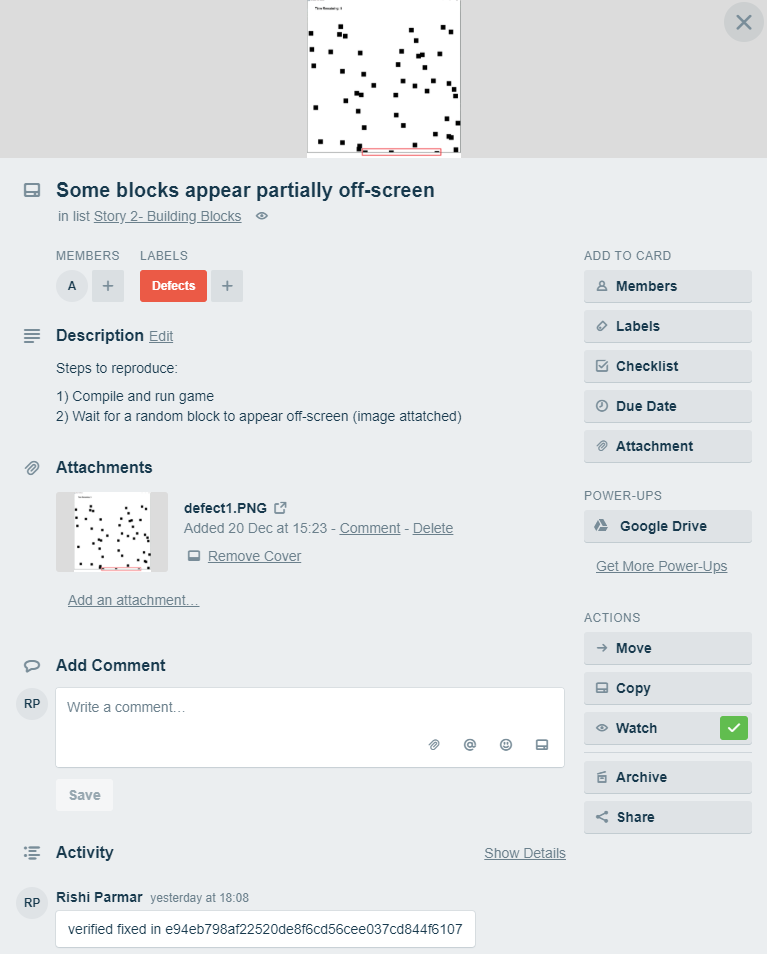 Time Remaining: 8
Some blocks appear partially off-screen
in list Story 2- Building Blocks
MEMBERS
LABELS
A
Defects
Description Edit
Steps to reproduce:
1) Compile and run game
2) Wait for a random block to appear off-screen (image attatched)
Attachments
defect1.PNG
Added 20 Dec at 15:23 - Comment - Delete
Remove Cover
Add an attachment…
Add Comment
RP
Write a comment…
Save
Activity
Show Details
RP
Rishi Parmar yesterday at 18:08
verified fixed in e94eb798af22520de8f6cd56cee037cd844f6107
ADD TO CARD
Members
Labels
Checklist
Due Date
Attachment
POWER-UPS
Google Drive
Get More Power-Ups
ACTIONS
Move
Copy
Watch
Archive
Share